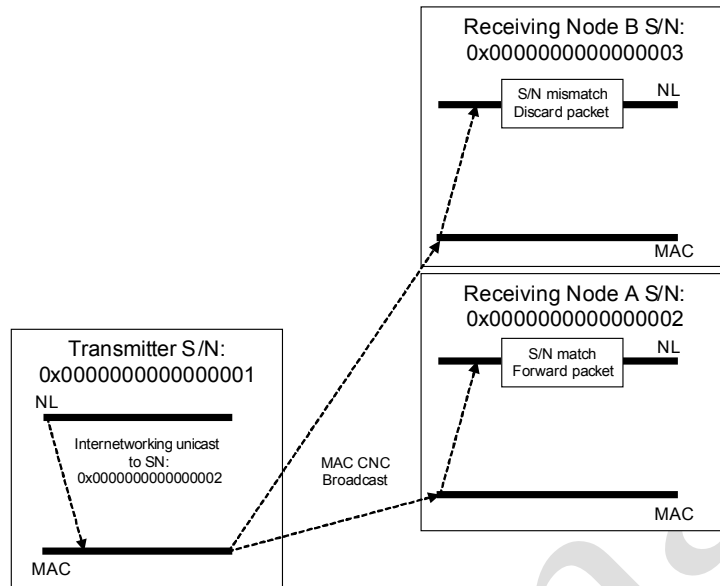 Receiving Node B S/N:
0x0000000000000003
S/N mismatch
Discard packet
NL
MAC
Receiving Node A S/N:
0x0000000000000002
S/N match
Forward packet
NL
MAC
Transmitter S/N:
0x0000000000000001
NL
Internetworking unicast
to SN:
0x0000000000000002
MAC
MAC CNC
Broadcast